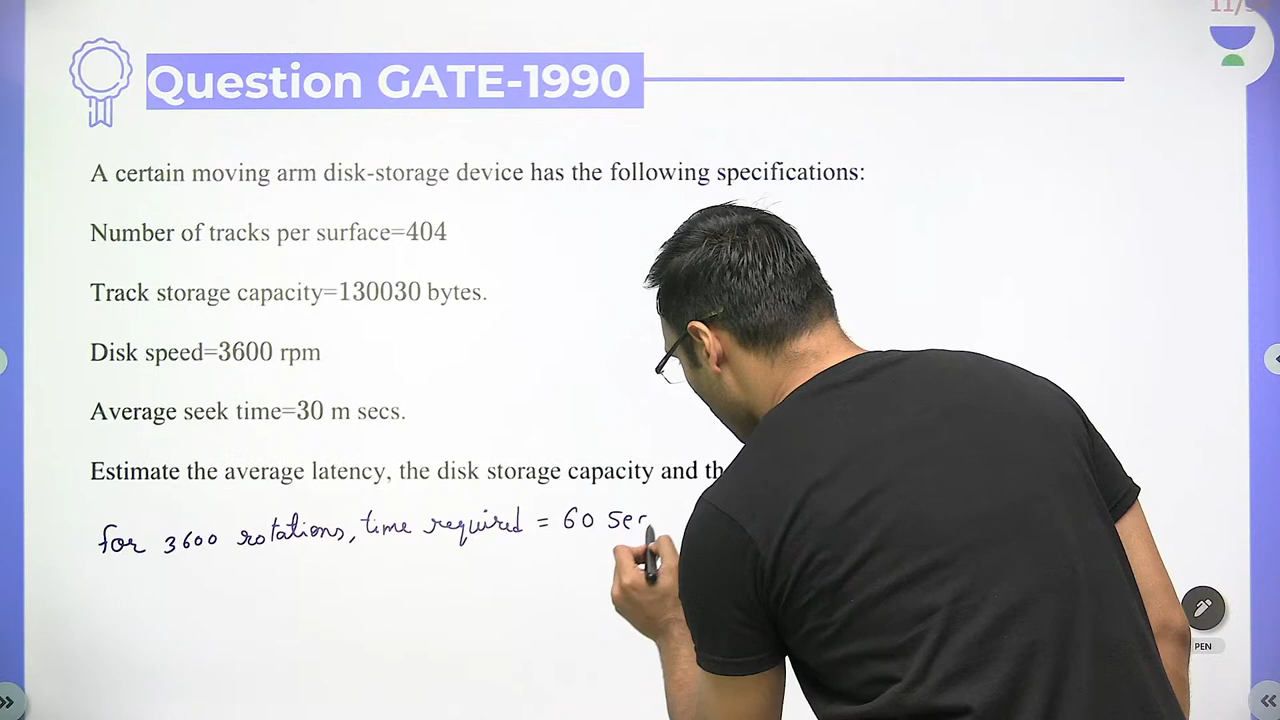 Question GATE-1990
A certain moving arm disk-storage device has the following specifications:
Number of tracks per surface=404
Track storage capacity=130030 bytes.
Disk speed=3600 rpm
Average seek time=30 m secs.
Estimate the average latency, the disk storage capacity and
for 3600 rotations, time required = 60 Sec
PEN